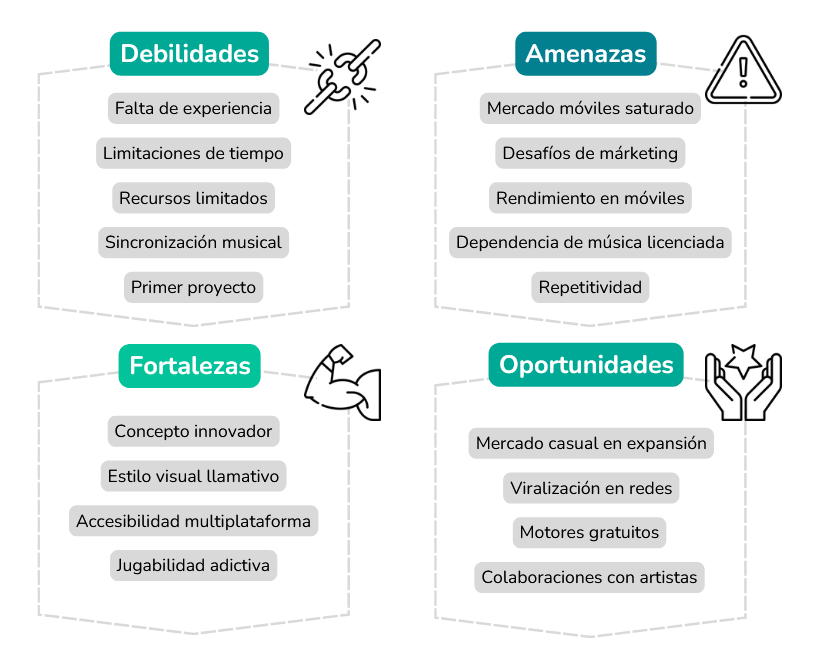 Debilidades
Falta de experiencia
Limitaciones de tiempo
Recursos limitados
Sincronización musical
Primer proyecto
Amenazas
Mercado móviles saturado
Desafíos de márketing
Rendimiento en móviles
Dependencia de música licenciada
Repetitividad
Fortalezas
Concepto innovador
Estilo visual llamativo
Accesibilidad multiplataforma
Jugabilidad adictiva
Oportunidades
Mercado casual en expansión
Viralización en redes
Motores gratuitos
Colaboraciones con artistas